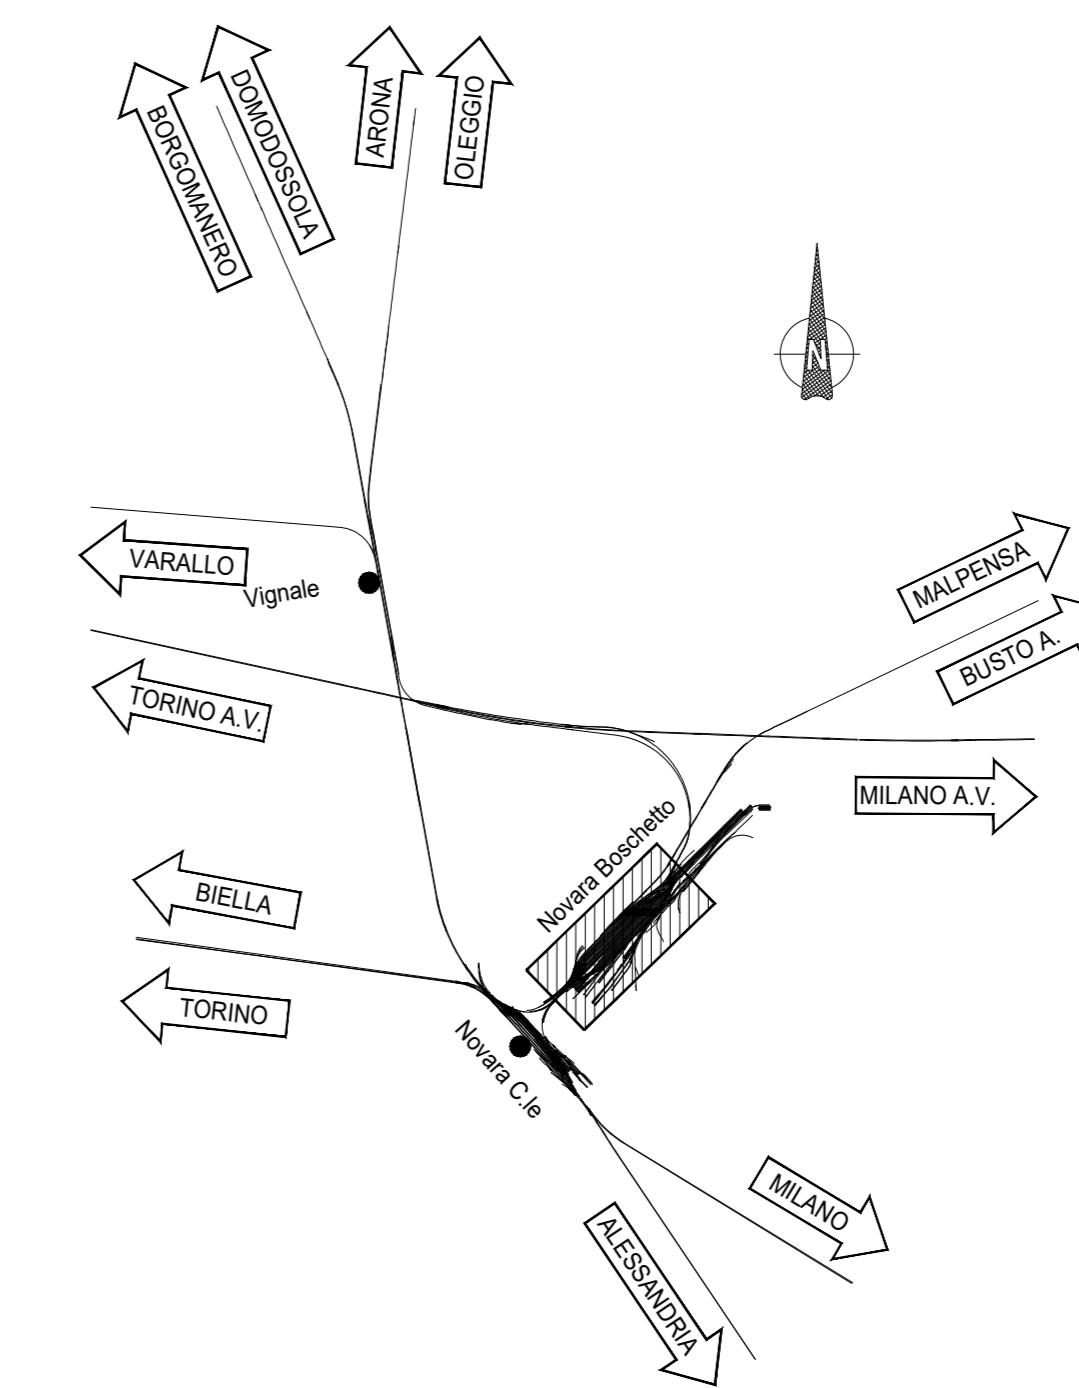 DOMODOSSOLA
BORGOMANERO
ARONA
OLEGGIO
N
VARALLO
Vignale
MALPENSA
BUSTO A.
TORINO A.V.
MILANO A.V.
Novara Boschetto
BIELLA
TORINO
Novara C.le
MILANO
ALESSANDRIA